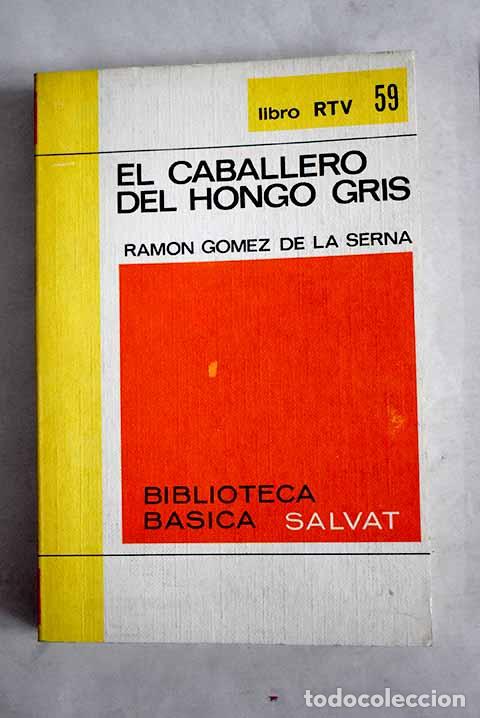 libro RTV 59
EL CABALLERO
DEL HONGO GRIS
RAMON GOMEZ DE LA SERNA
BIBLIOTECA
BASICA SALVAT
todocoleccion